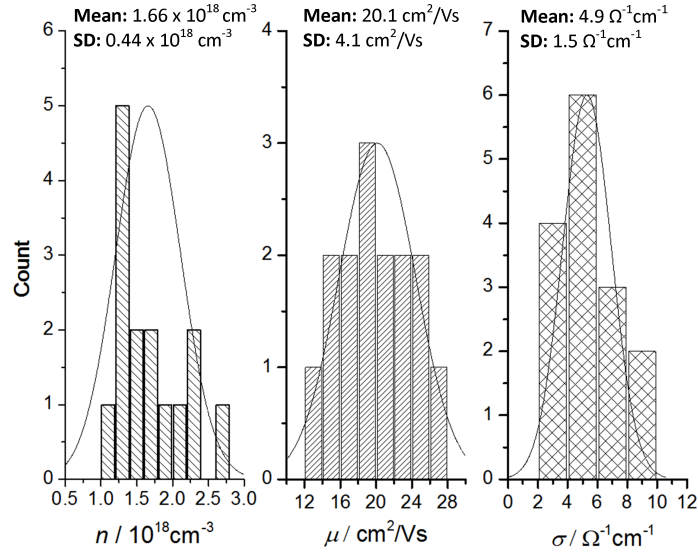 Mean: 1.66 x 10¹⁸ cm⁻³
SD: 0.44 x 10¹⁸ cm⁻³
Mean: 20.1 cm²/Vs
SD: 4.1 cm²/Vs
Mean: 4.9 Ω⁻¹cm⁻¹
SD: 1.5 Ω⁻¹cm⁻¹
Count
6
5
4
3
2
1
0
0.5 1.0 1.5 2.0 2.5 3.0
n / 10¹⁸cm⁻³
4
3
2
1
0
12 16 20 24 28
μ / cm²/Vs
7
6
5
4
3
2
1
0
0 2 4 6 8 10 12
σ / Ω⁻¹cm⁻¹